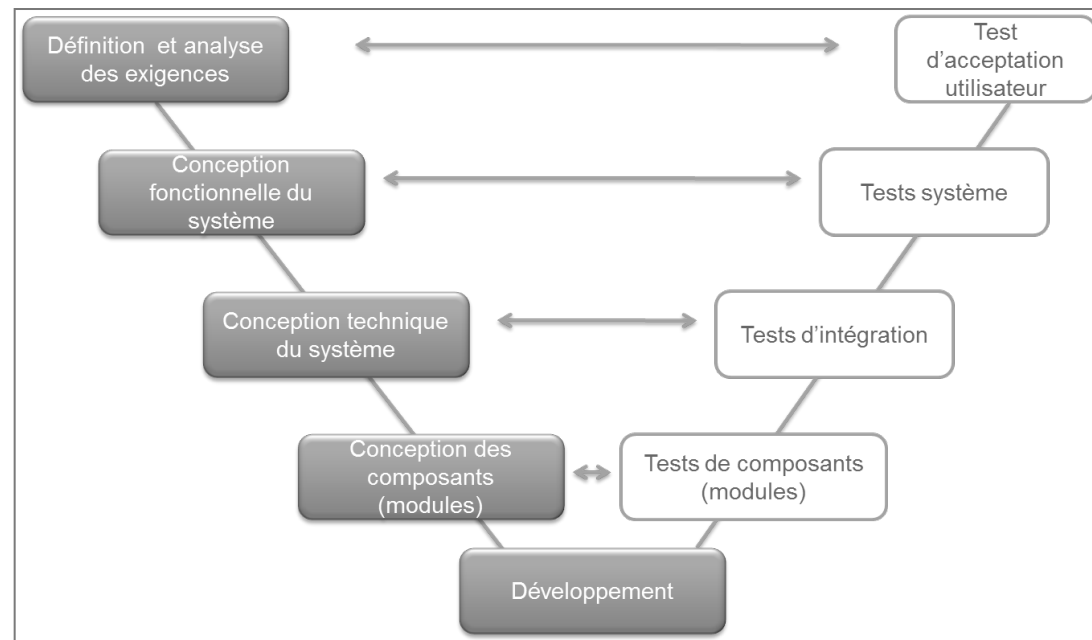 Définition et analyse
des exigences
Test
d'acceptation
utilisateur
Conception
fonctionnelle du
système
Tests système
Conception technique
du système
Tests d'intégration
Conception des
composants
(modules)
Tests de composants
(modules)
Développement